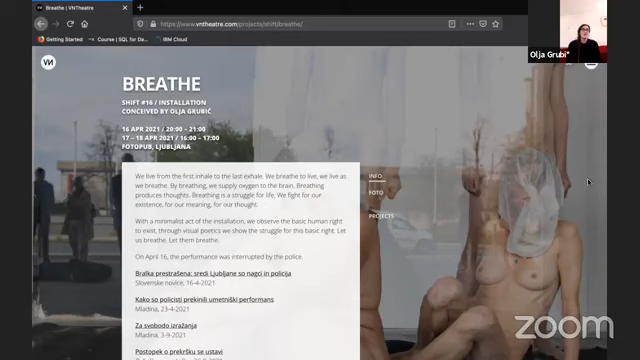 Breathe | VNTheatre
https://www.vntheatre.com/projects/shift/breathe/
Getting Started
Course | SQL for Da...
IBM Cloud
Olja Grubi*
VN
BREATHE
SHIFT #16 / INSTALLATION
CONCEIVED BY OLJA GRUBIĆ
16 APR 2021 / 20:00 – 21:00
17 – 18 APR 2021 / 16:00 – 17:00
FOTOPUB, LJUBLJANA
We live from the first inhale to the last exhale. We breathe to live, we live as
we breathe. By breathing, we supply oxygen to the brain. Breathing
produces thoughts. Breathing is a struggle for life. We fight for our
existence, for our meaning, for our thought.
With a minimalist act of the installation, we observe the basic human right
to exist, through visual poetics we show the struggle for this basic right. Let
us breathe. Let them breathe.
On April 16, the performance was interrupted by the police.
Bralka prestrašena: sredi Ljubljane so nagci in policija
Slovenske novice, 16-4-2021
Kako so policisti prekinili umetniški performans
Mladina, 23-4-2021
Za svobodo izražanja
Mladina, 3-9-2021
Postopek o prekršku se ustavi
INFO
FOTO
PROJECTS
zoom